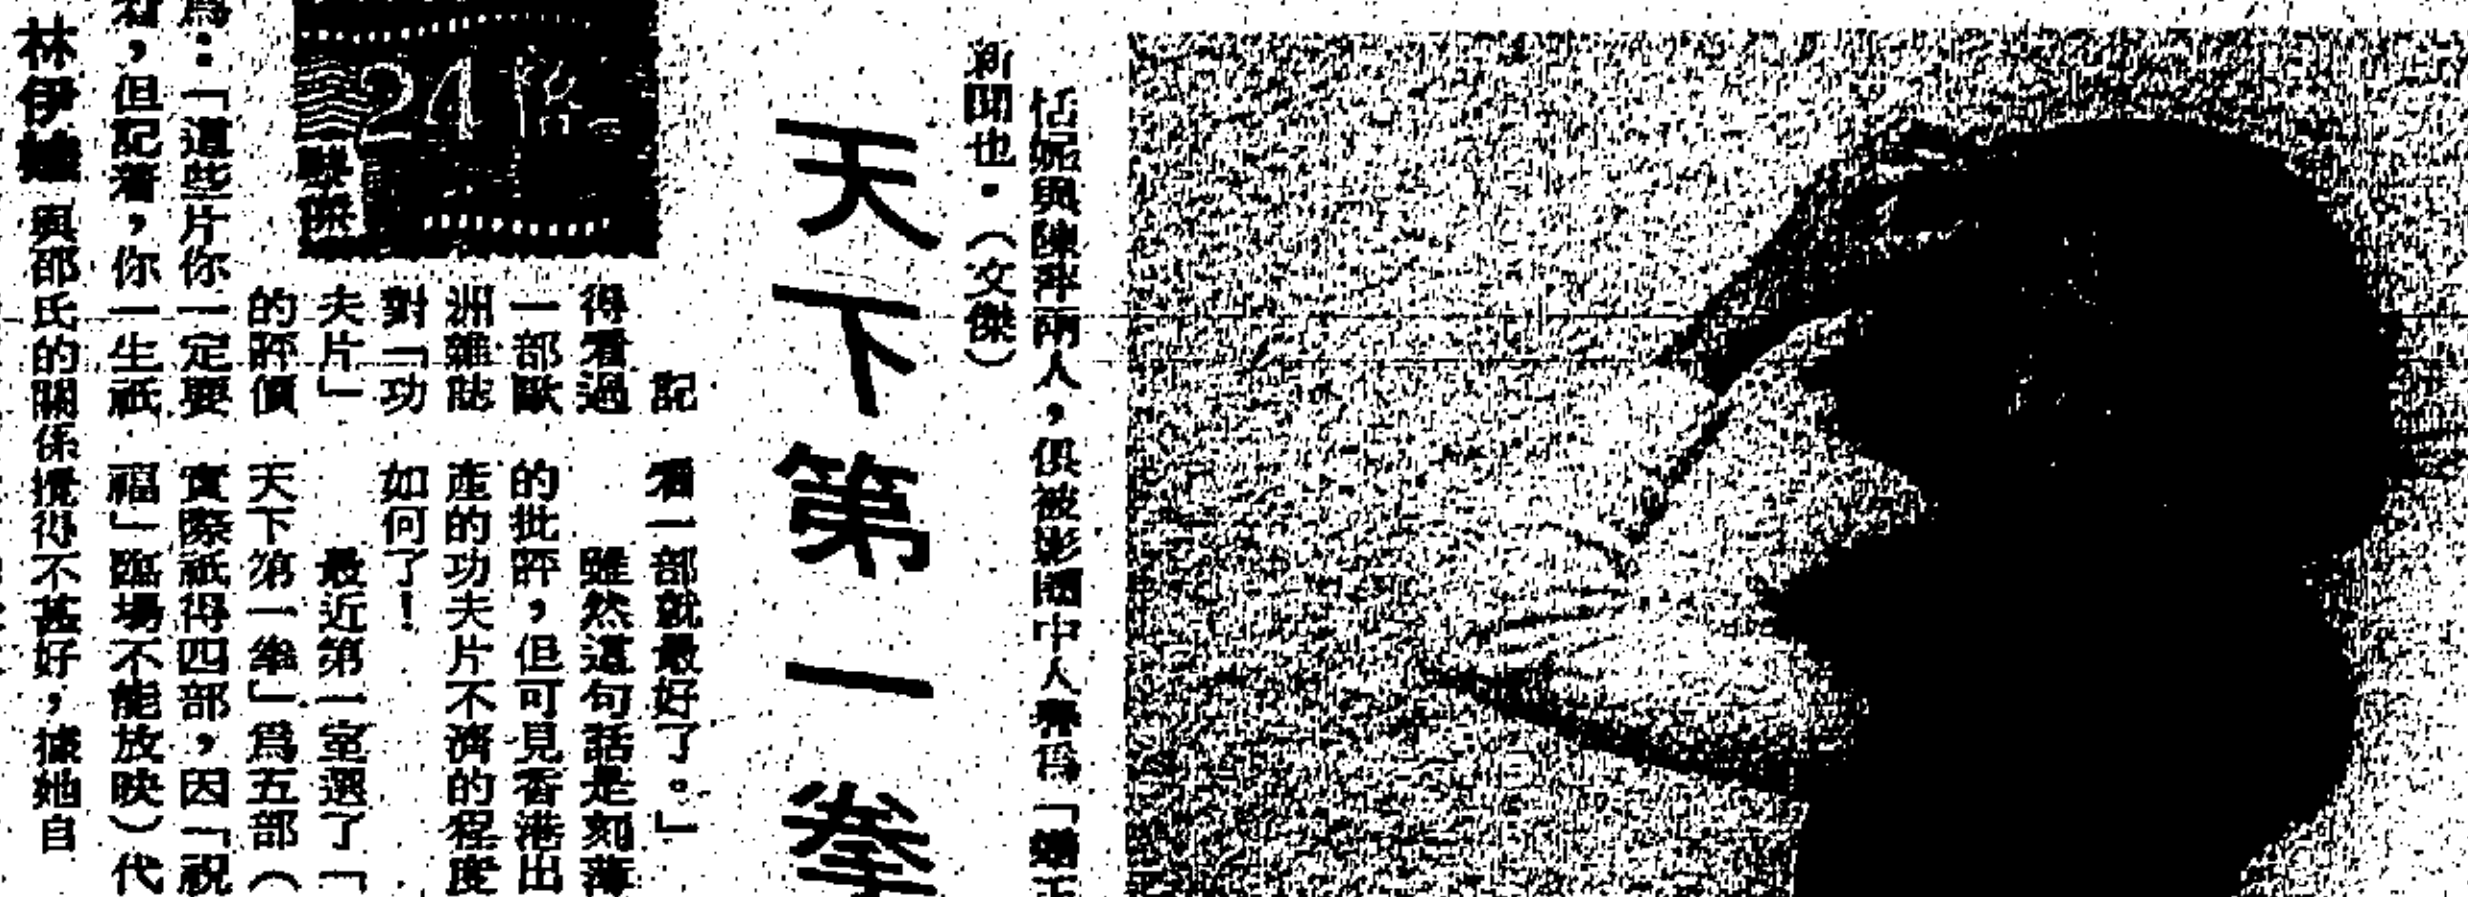 恬妮與陳萍兩人，俱被影圈中人譽爲「
新聞也．（文傑）
天下第一拳
24格
記
得看過
一部歐
洲雜誌
對「功
夫片」
的評價
爲：「這些片你一定要
看，但記着，你一生祇
看一部就最好了。」
雖然這句話是刻薄
的批評，但可見香港出
產的功夫片不濟的程度
如何了！
最近第一室選了「
天下第一拳」爲五部（
實際祇得四部，因「祝
福」臨場不能放映）代
林伊娃與邵氏的關係攪得不甚好，據她自